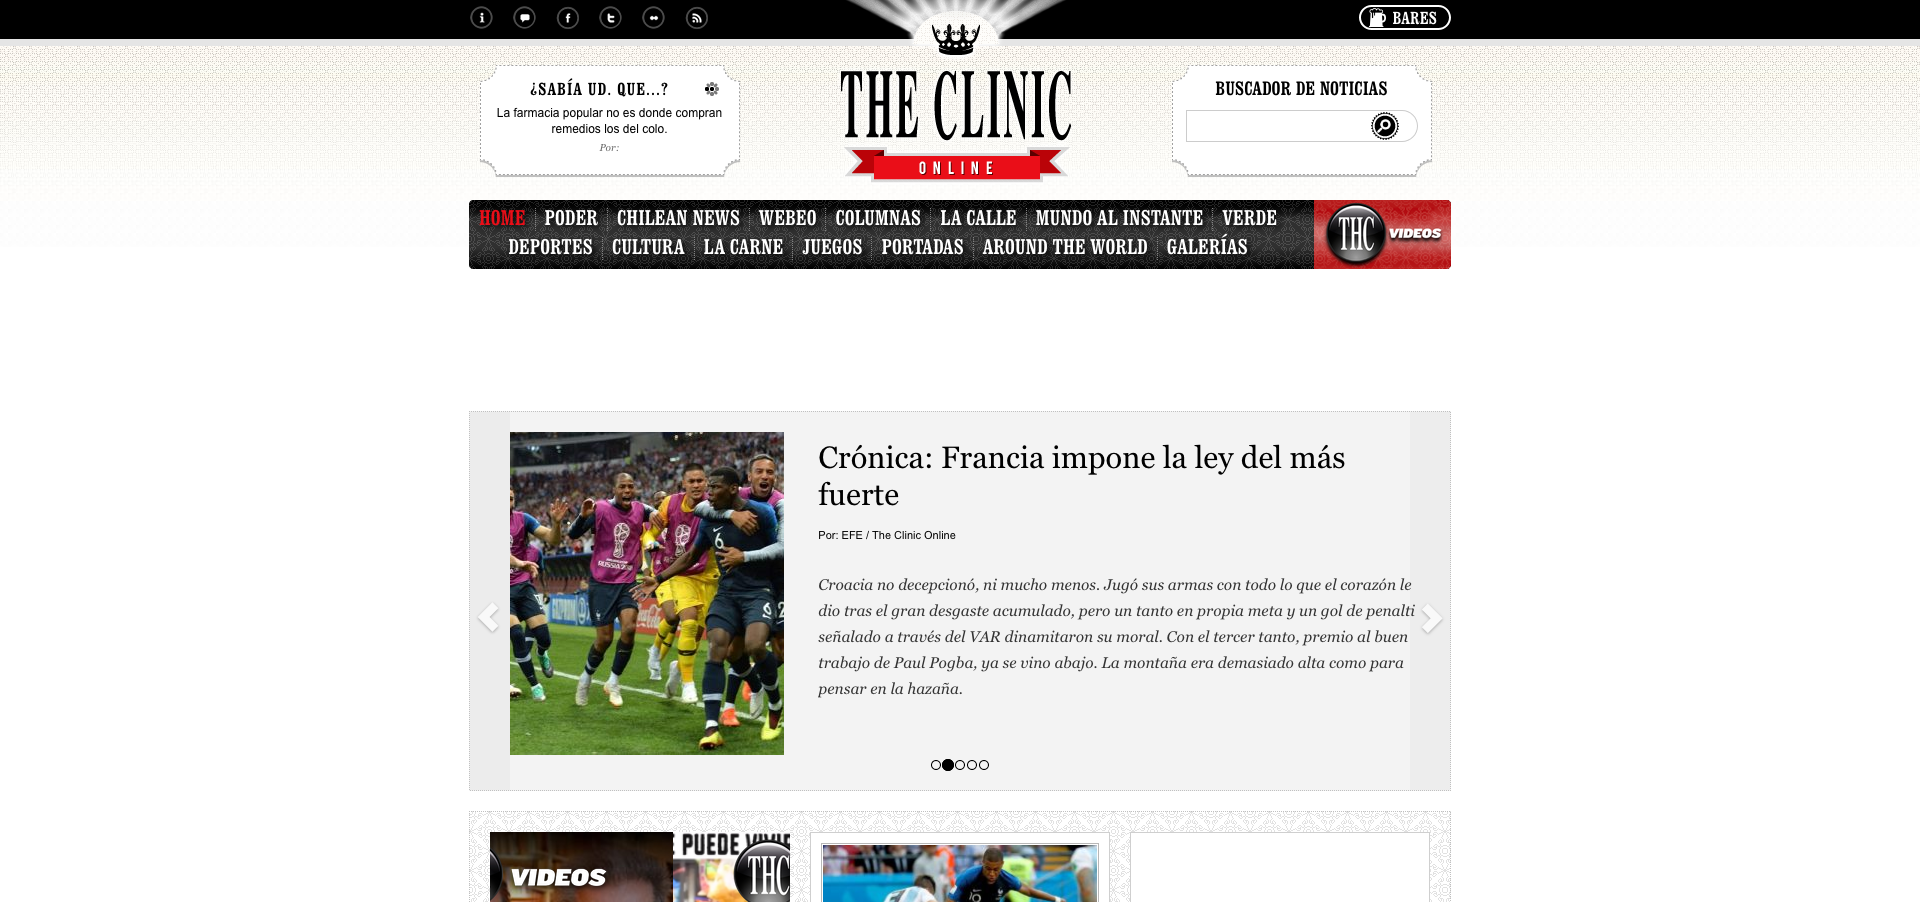 BARES
¿SABÍA UD. QUE...?
La farmacia popular no es donde compran
remedios los del colo.
Por:
THE CLINIC
ONLINE
BUSCADOR DE NOTICIAS
HOME PODER CHILEAN NEWS WEBEO COLUMNAS LA CALLE MUNDO AL INSTANTE VERDE
DEPORTES CULTURA LA CARNE JUEGOS PORTADAS AROUND THE WORLD GALERÍAS
THC VIDEOS
Crónica: Francia impone la ley del más
fuerte
Por: EFE / The Clinic Online
Croacia no decepcionó, ni mucho menos. Jugó sus armas con todo lo que el corazón le
dio tras el gran desgaste acumulado, pero un tanto en propia meta y un gol de penalti
señalado a través del VAR dinamitaron su moral. Con el tercer tanto, premio al buen
trabajo de Paul Pogba, ya se vino abajo. La montaña era demasiado alta como para
pensar en la hazaña.
6
VIDEOS
PUEDE
THC
10